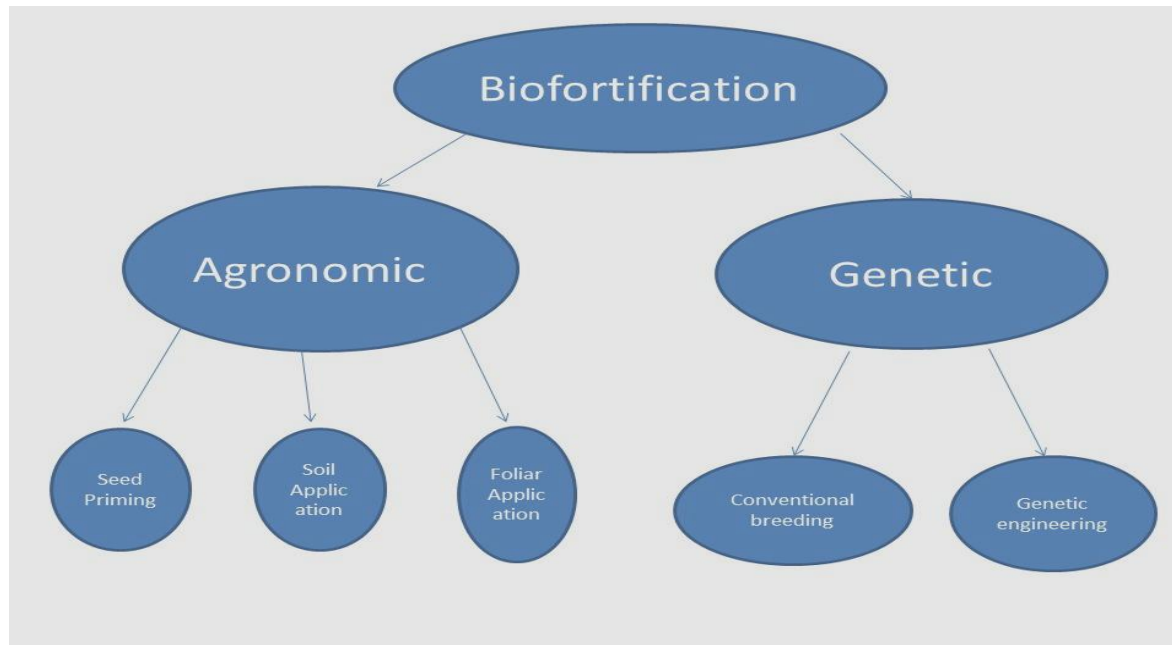 Biofortification
Agronomic
Genetic
Seed
Priming
Soil
Applic
ation
Foliar
Applic
ation
Conventional
breeding
Genetic
engineering